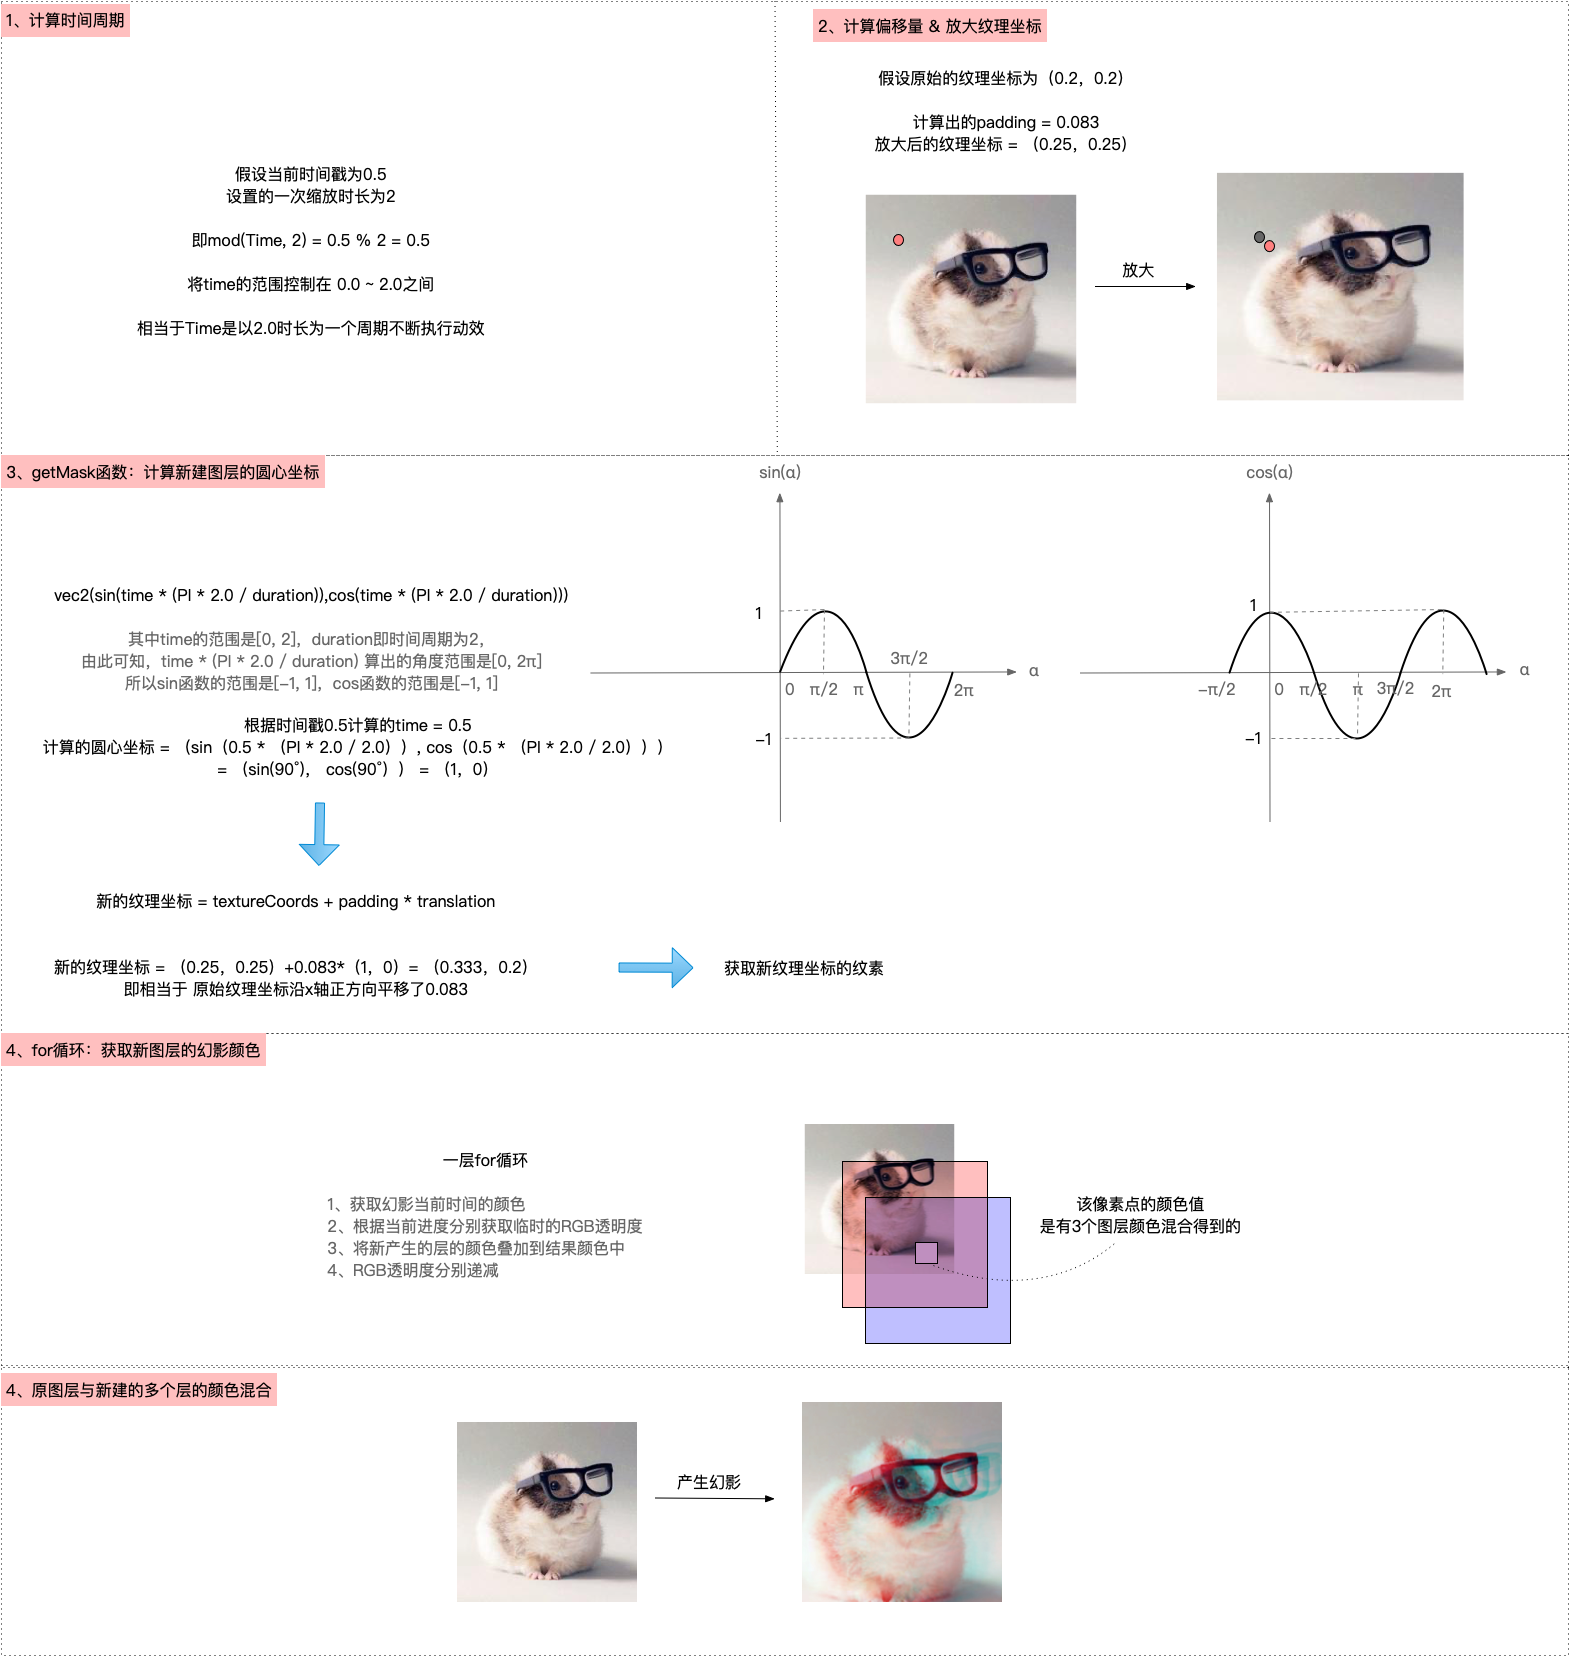 1、计算时间周期
假设当前时间戳为0.5
设置的一次缩放时长为2
即mod(Time, 2) = 0.5 % 2 = 0.5
将time的范围控制在 0.0 ~ 2.0之间
相当于Time是以2.0时长为一个周期不断执行动效
2、计算偏移量 & 放大纹理坐标
假设原始的纹理坐标为（0.2，0.2）
计算出的padding = 0.083
放大后的纹理坐标 = （0.25，0.25）
放大
3、getMask函数：计算新建图层的圆心坐标
vec2(sin(time * (PI * 2.0 / duration)),cos(time * (PI * 2.0 / duration)))
其中time的范围是[0, 2]，duration即时间周期为2，
由此可知，time * (PI * 2.0 / duration) 算出的角度范围是[0, 2π]
所以sin函数的范围是[-1, 1]，cos函数的范围是[-1, 1]
根据时间戳0.5计算的time = 0.5
计算的圆心坐标 = （sin（0.5 * （PI * 2.0 / 2.0））, cos（0.5 * （PI * 2.0 / 2.0）））
= （sin(90°)， cos(90°)） = （1，0）
新的纹理坐标 = textureCoords + padding * translation
新的纹理坐标 = （0.25，0.25）+0.083*（1，0）= （0.333，0.2）
即相当于 原始纹理坐标沿x轴正方向平移了0.083
获取新纹理坐标的纹素
sin(α)
1
3π/2
α
0 π/2 π 2π
-1
cos(α)
1
α
-π/2 0 π/2 π 3π/2 2π
-1
4、for循环：获取新图层的幻影颜色
一层for循环
1、获取幻影当前时间的颜色
2、根据当前进度分别获取临时的RGB透明度
3、将新产生的层的颜色叠加到结果颜色中
4、RGB透明度分别递减
该像素点的颜色值
是有3个图层颜色混合得到的
4、原图层与新建的多个层的颜色混合
产生幻影